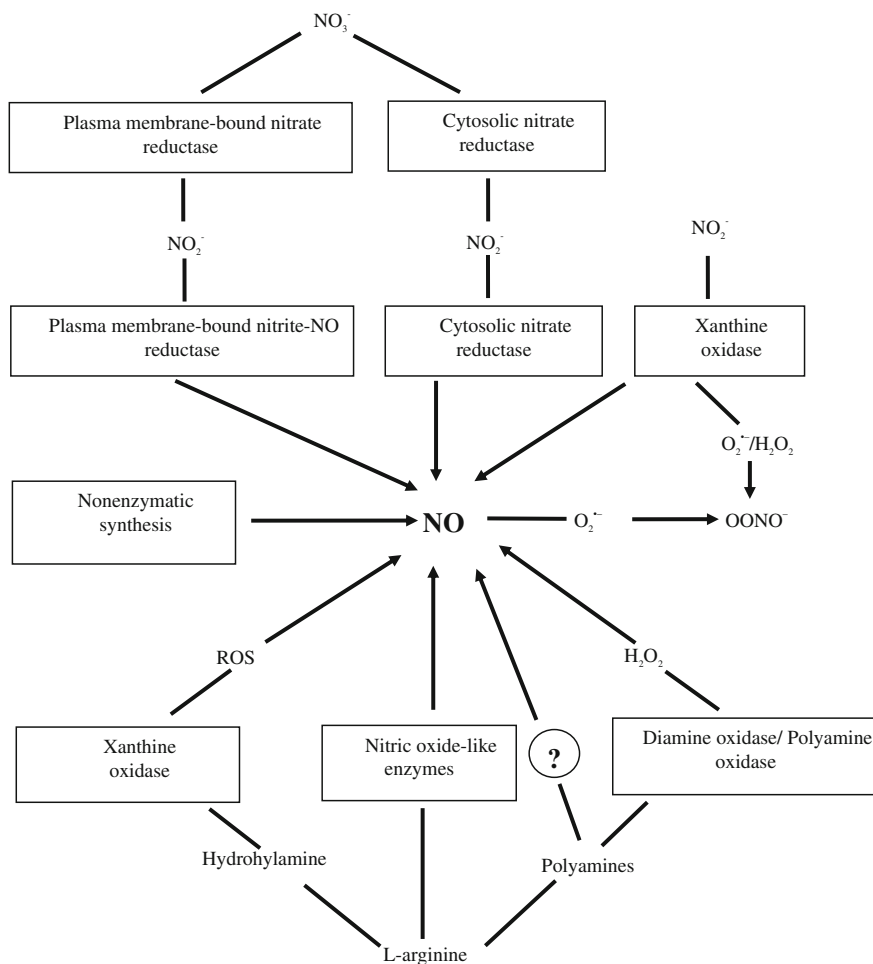 NO₃⁻
Plasma membrane-bound nitrate
reductase
Cytosolic nitrate
reductase
NO₂⁻
NO₂⁻
NO₂⁻
Plasma membrane-bound nitrite-NO
reductase
Cytosolic nitrate
reductase
Xanthine
oxidase
O₂•⁻/H₂O₂
Nonenzymatic
synthesis
NO
O₂•⁻
OONO⁻
ROS
H₂O₂
Xanthine
oxidase
Nitric oxide-like
enzymes
?
Diamine oxidase/ Polyamine
oxidase
Hydrohylamine
Polyamines
L-arginine